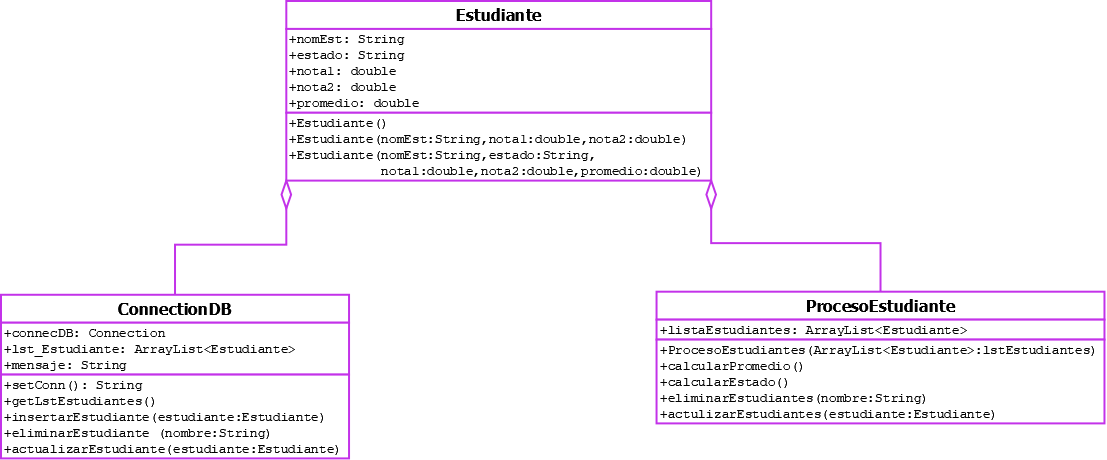 Estudiante
+nomEst: String
+estado: String
+nota1: double
+nota2: double
+promedio: double
+Estudiante()
+Estudiante(nomEst:String,nota1:double,nota2:double)
+Estudiante(nomEst:String,estado:String,
nota1:double,nota2:double,promedio:double)
ConnectionDB
+connecDB: Connection
+lst_Estudiante: ArrayList<Estudiante>
+mensaje: String
+setConn(): String
+getLstEstudiantes()
+insertarEstudiante(estudiante:Estudiante)
+eliminarEstudiante (nombre:String)
+actualizarEstudiante(estudiante:Estudiante)
ProcesoEstudiante
+listaEstudiantes: ArrayList<Estudiante>
+ProcesoEstudiantes(ArrayList<Estudiante>:lstEstudiantes)
+calcularPromedio()
+calcularEstado()
+eliminarEstudiantes(nombre:String)
+actulizarEstudiantes(estudiante:Estudiante)